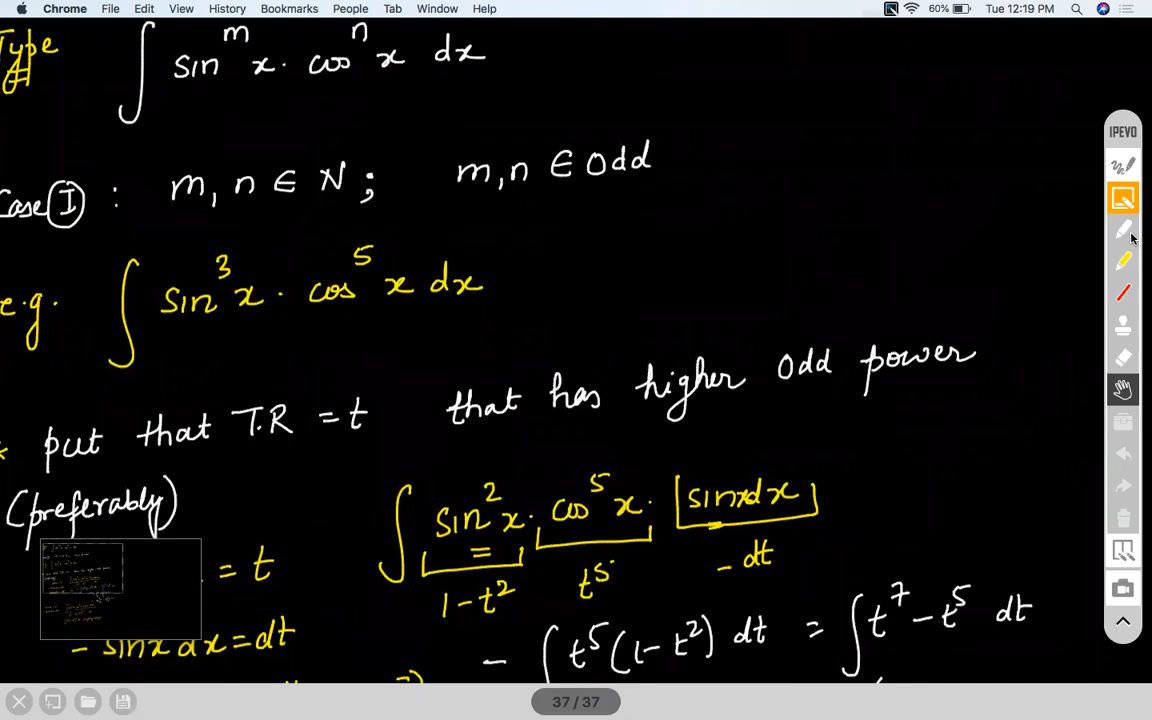 Chrome File Edit View History Bookmarks People Tab Window Help 60% Tue 12:19 PM
Type
∫ sin^m x · cos^n x dx
IPEVO
Case I : m, n ∈ N ; m, n ∈ Odd
e.g. ∫ sin^3 x · cos^5 x dx
* put that T.R = t that has higher odd power
(preferably)
∫ sin^2 x · cos^5 x · sinx dx
= t
1 - t^2 t^5 - dt
- sinx dx = dt
- ∫ t^5 (1 - t^2) dt = ∫ t^7 - t^5 dt
37 / 37